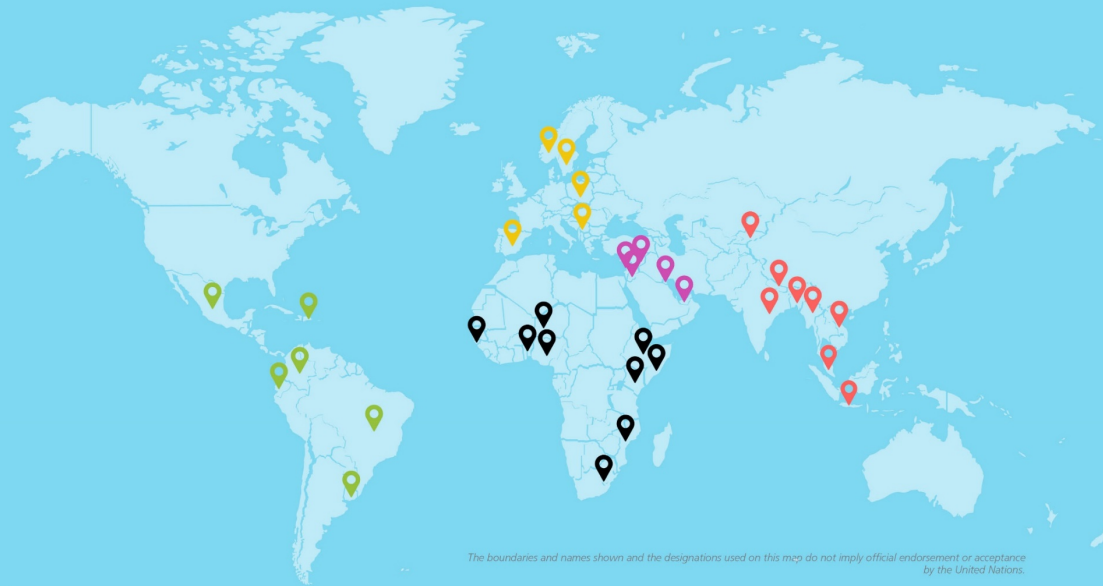 The boundaries and names shown and the designations used on this map do not imply official endorsement or acceptance
by the United Nations.